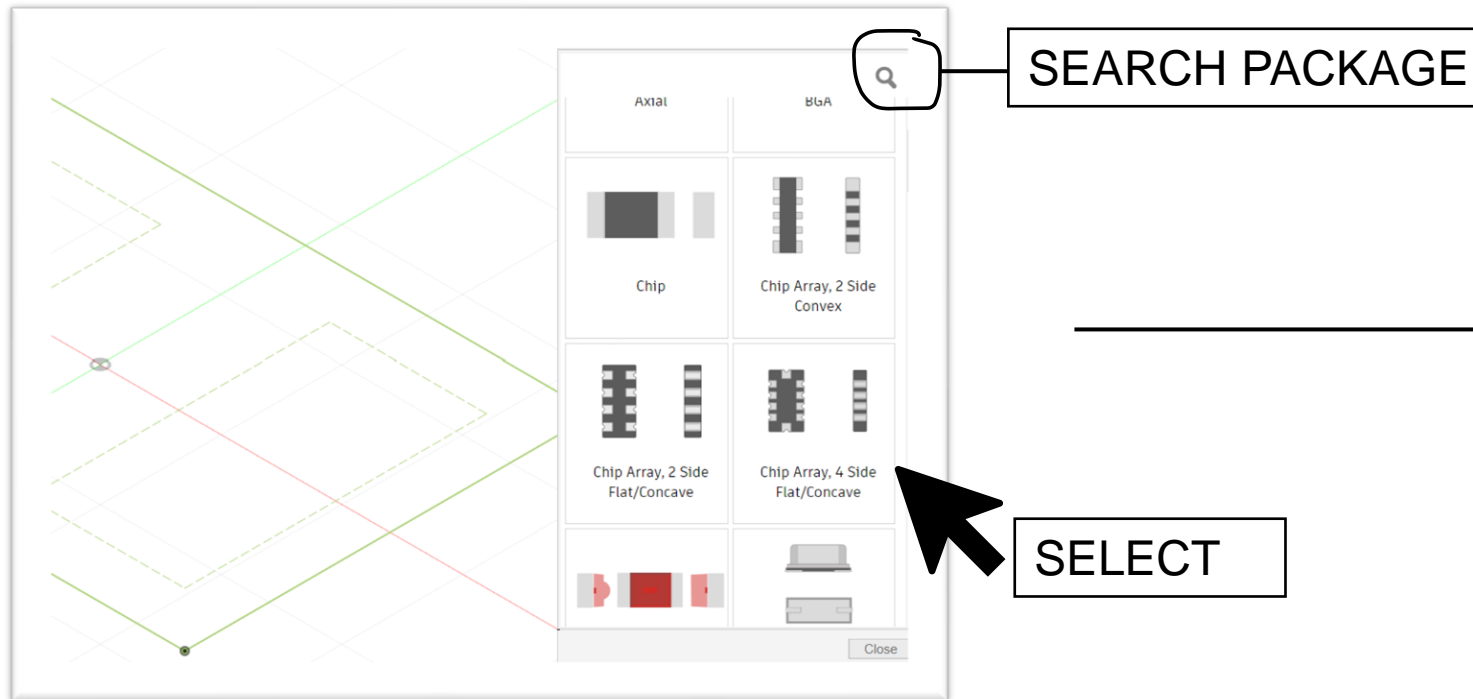 SEARCH PACKAGE
Axial
BGA
Chip
Chip Array, 2 Side
Convex
Chip Array, 2 Side
Flat/Concave
Chip Array, 4 Side
Flat/Concave
SELECT
Close